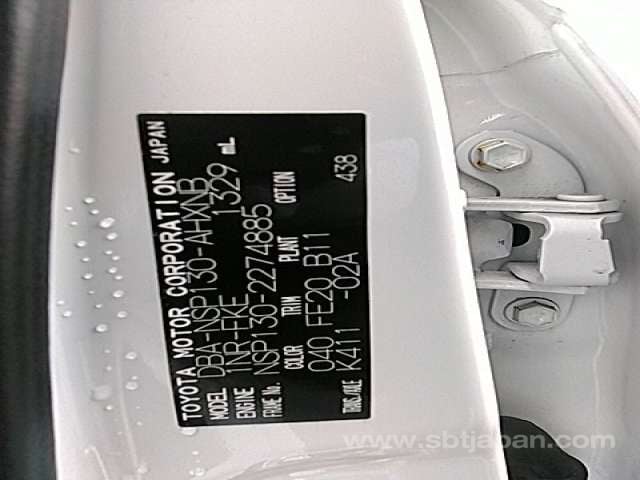 TOYOTA MOTOR CORPORATION JAPAN
MODEL DBA-NSP130-AHXNB
ENGINE 1NR-FKE 1329 mL
FRAME No. NSP130-2274885
COLOR TRIM PLANT OPTION
040 FE20 B11 438
TRANS/AXLE K411 -02A
www.sbtjapan.com